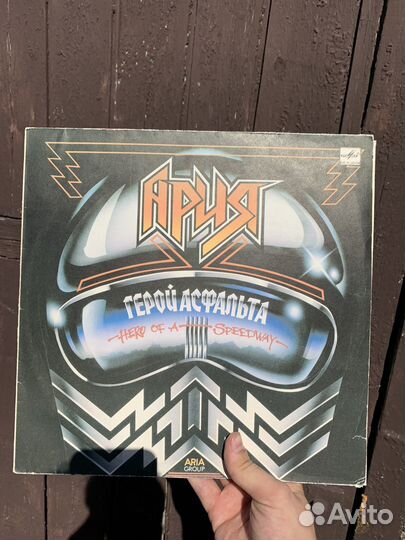 АРИЯ
ГЕРОЙ АСФАЛЬТА
HERO OF A SPEEDWAY
ARIA
GROUP
Avito